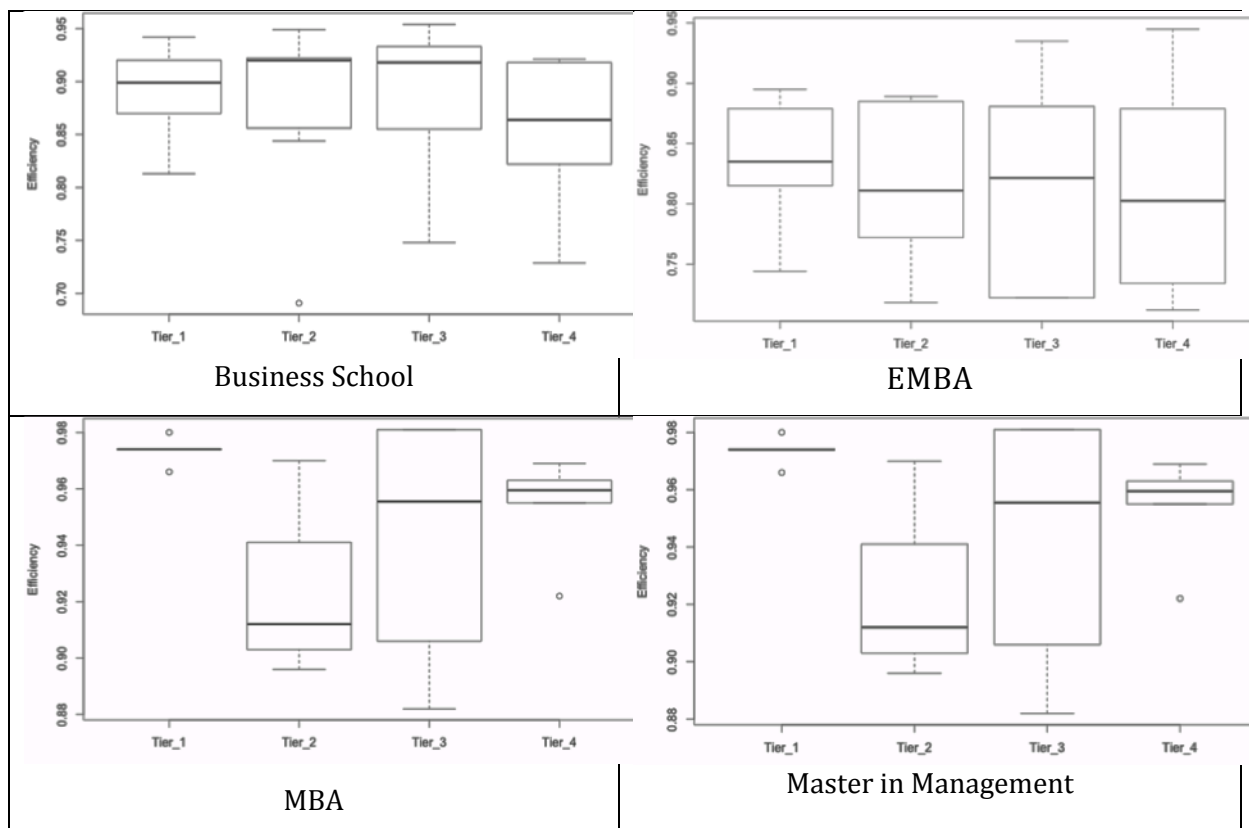 Efficiency
0.95
0.90
0.85
0.80
0.75
0.70
Tier_1 Tier_2 Tier_3 Tier_4
Business School
Efficiency
0.95
0.90
0.85
0.80
0.75
Tier_1 Tier_2 Tier_3 Tier_4
EMBA
Efficiency
0.98
0.96
0.94
0.92
0.90
0.88
Tier_1 Tier_2 Tier_3 Tier_4
MBA
Efficiency
0.98
0.96
0.94
0.92
0.90
0.88
Tier_1 Tier_2 Tier_3 Tier_4
Master in Management